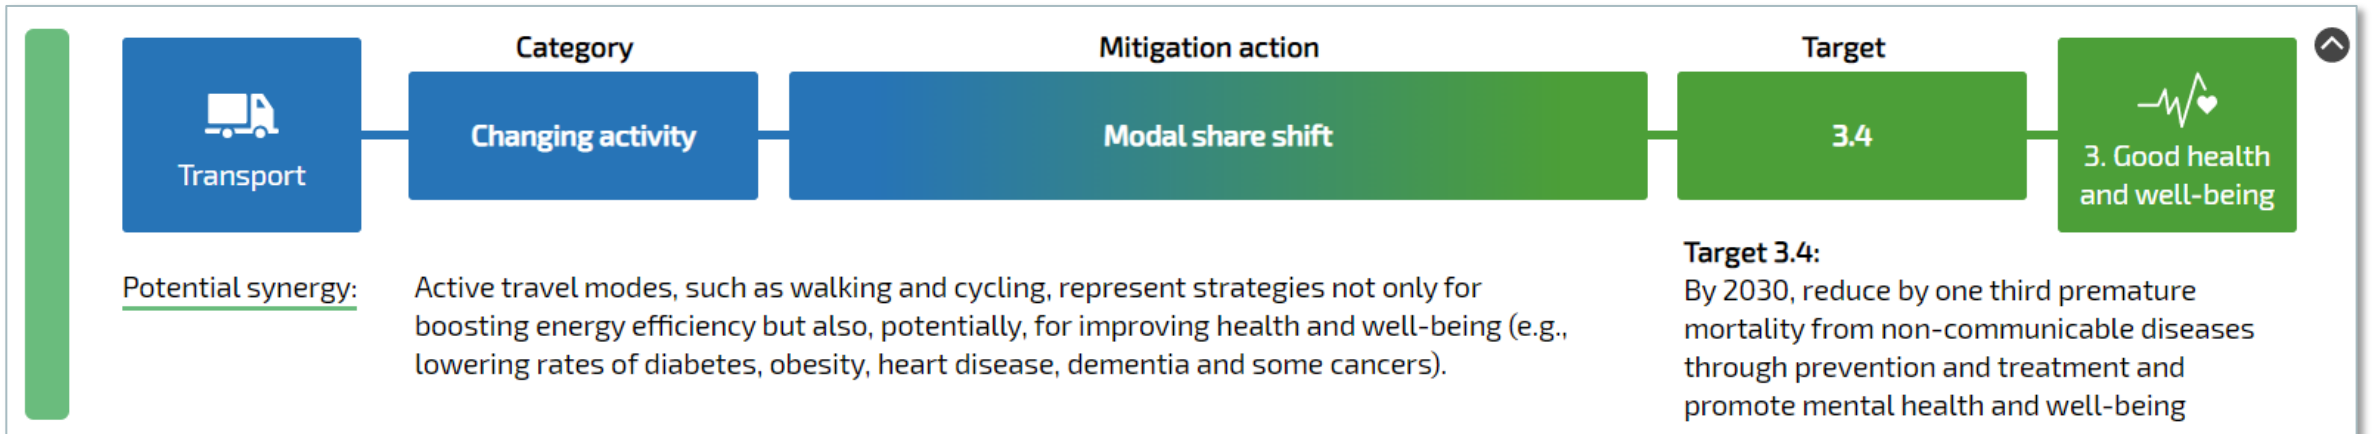 Category
Mitigation action
Target
Transport
Changing activity
Modal share shift
3.4
3. Good health
and well-being
Potential synergy:
Active travel modes, such as walking and cycling, represent strategies not only for
boosting energy efficiency but also, potentially, for improving health and well-being (e.g.,
lowering rates of diabetes, obesity, heart disease, dementia and some cancers).
Target 3.4:
By 2030, reduce by one third premature
mortality from non-communicable diseases
through prevention and treatment and
promote mental health and well-being